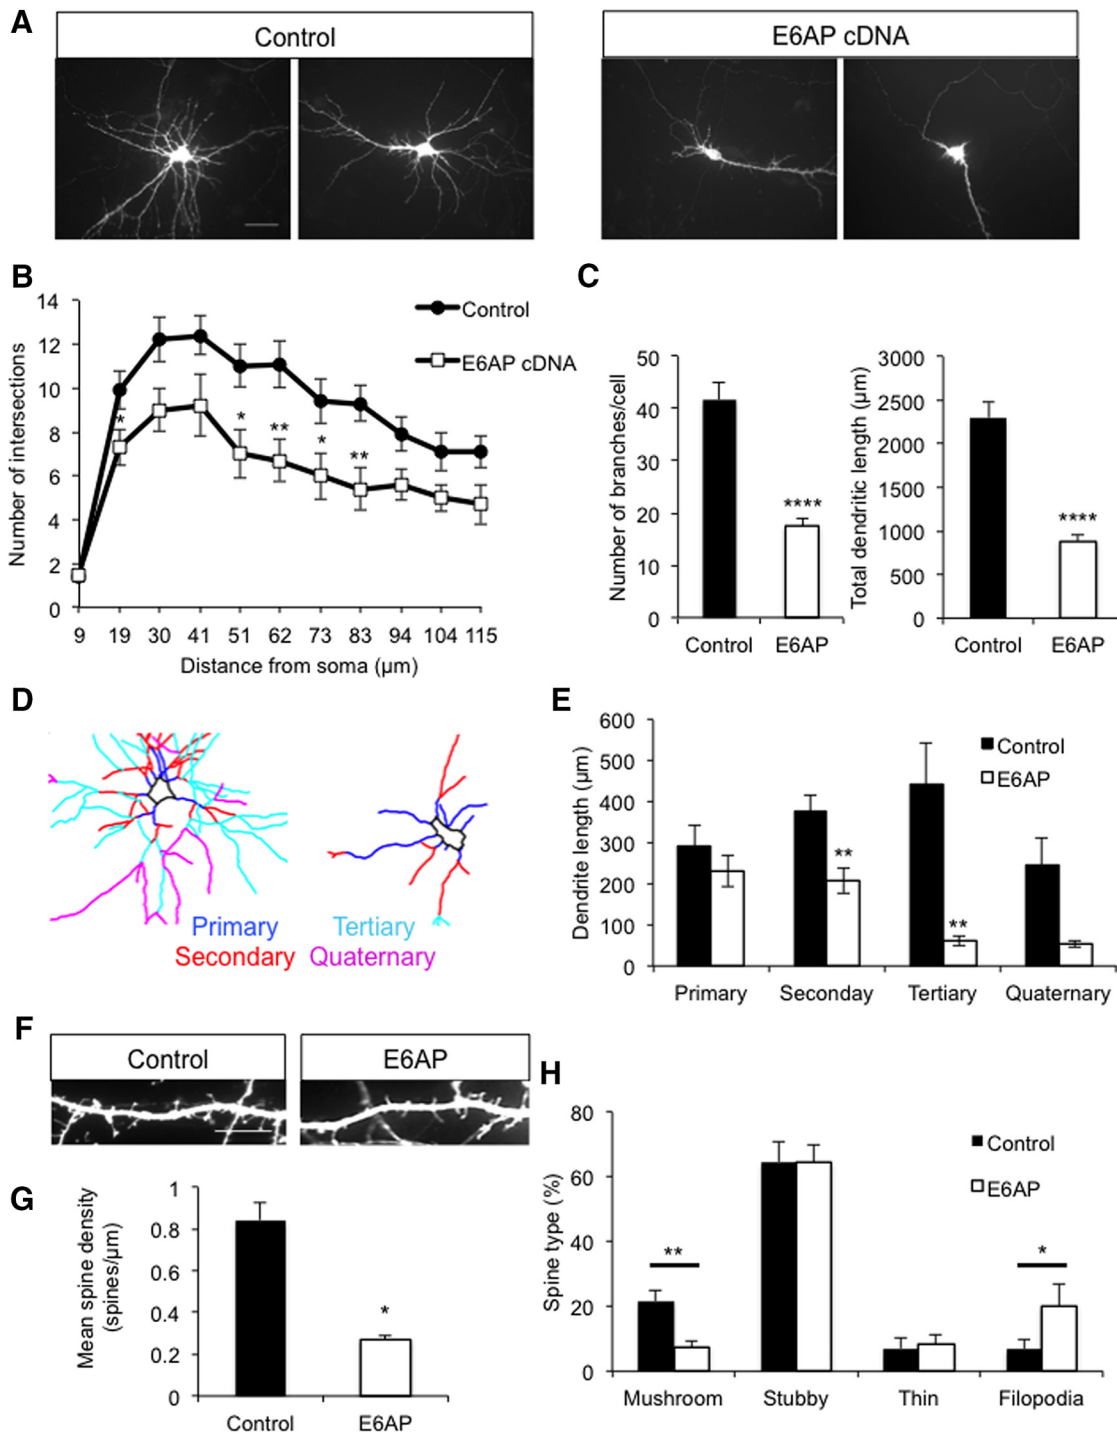 A
Control
E6AP cDNA
B
Number of intersections
14
12
10
8
6
4
2
0
Control
E6AP cDNA
*
*
**
*
**
9 19 30 41 51 62 73 83 94 104 115
Distance from soma (μm)
C
Number of branches/cell
50
40
30
20
10
0
****
Control E6AP
Total dendritic length (μm)
3000
2500
2000
1500
1000
500
0
****
Control E6AP
D
Primary Tertiary
Secondary Quaternary
E
Dendrite length (μm)
600
500
400
300
200
100
0
Control
E6AP
**
**
Primary Seconday Tertiary Quaternary
F
Control
E6AP
G
Mean spine density
(spines/μm)
1
0.8
0.6
0.4
0.2
0
*
Control E6AP
H
Spine type (%)
80
60
40
20
0
Control
E6AP
**
*
Mushroom Stubby Thin Filopodia